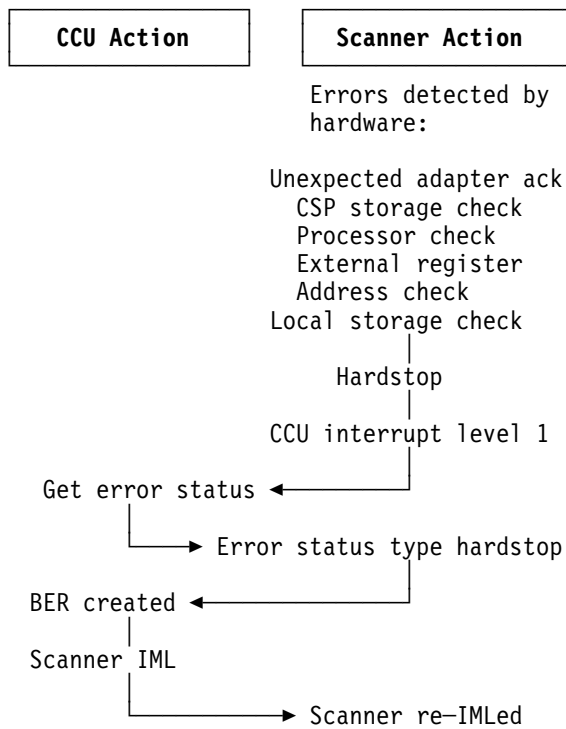 CCU Action Scanner Action
Errors detected by
hardware:
Unexpected adapter ack
CSP storage check
Processor check
External register
Address check
Local storage check
Hardstop
CCU interrupt level 1
Get error status
Error status type hardstop
BER created
Scanner IML
Scanner re–IMLed